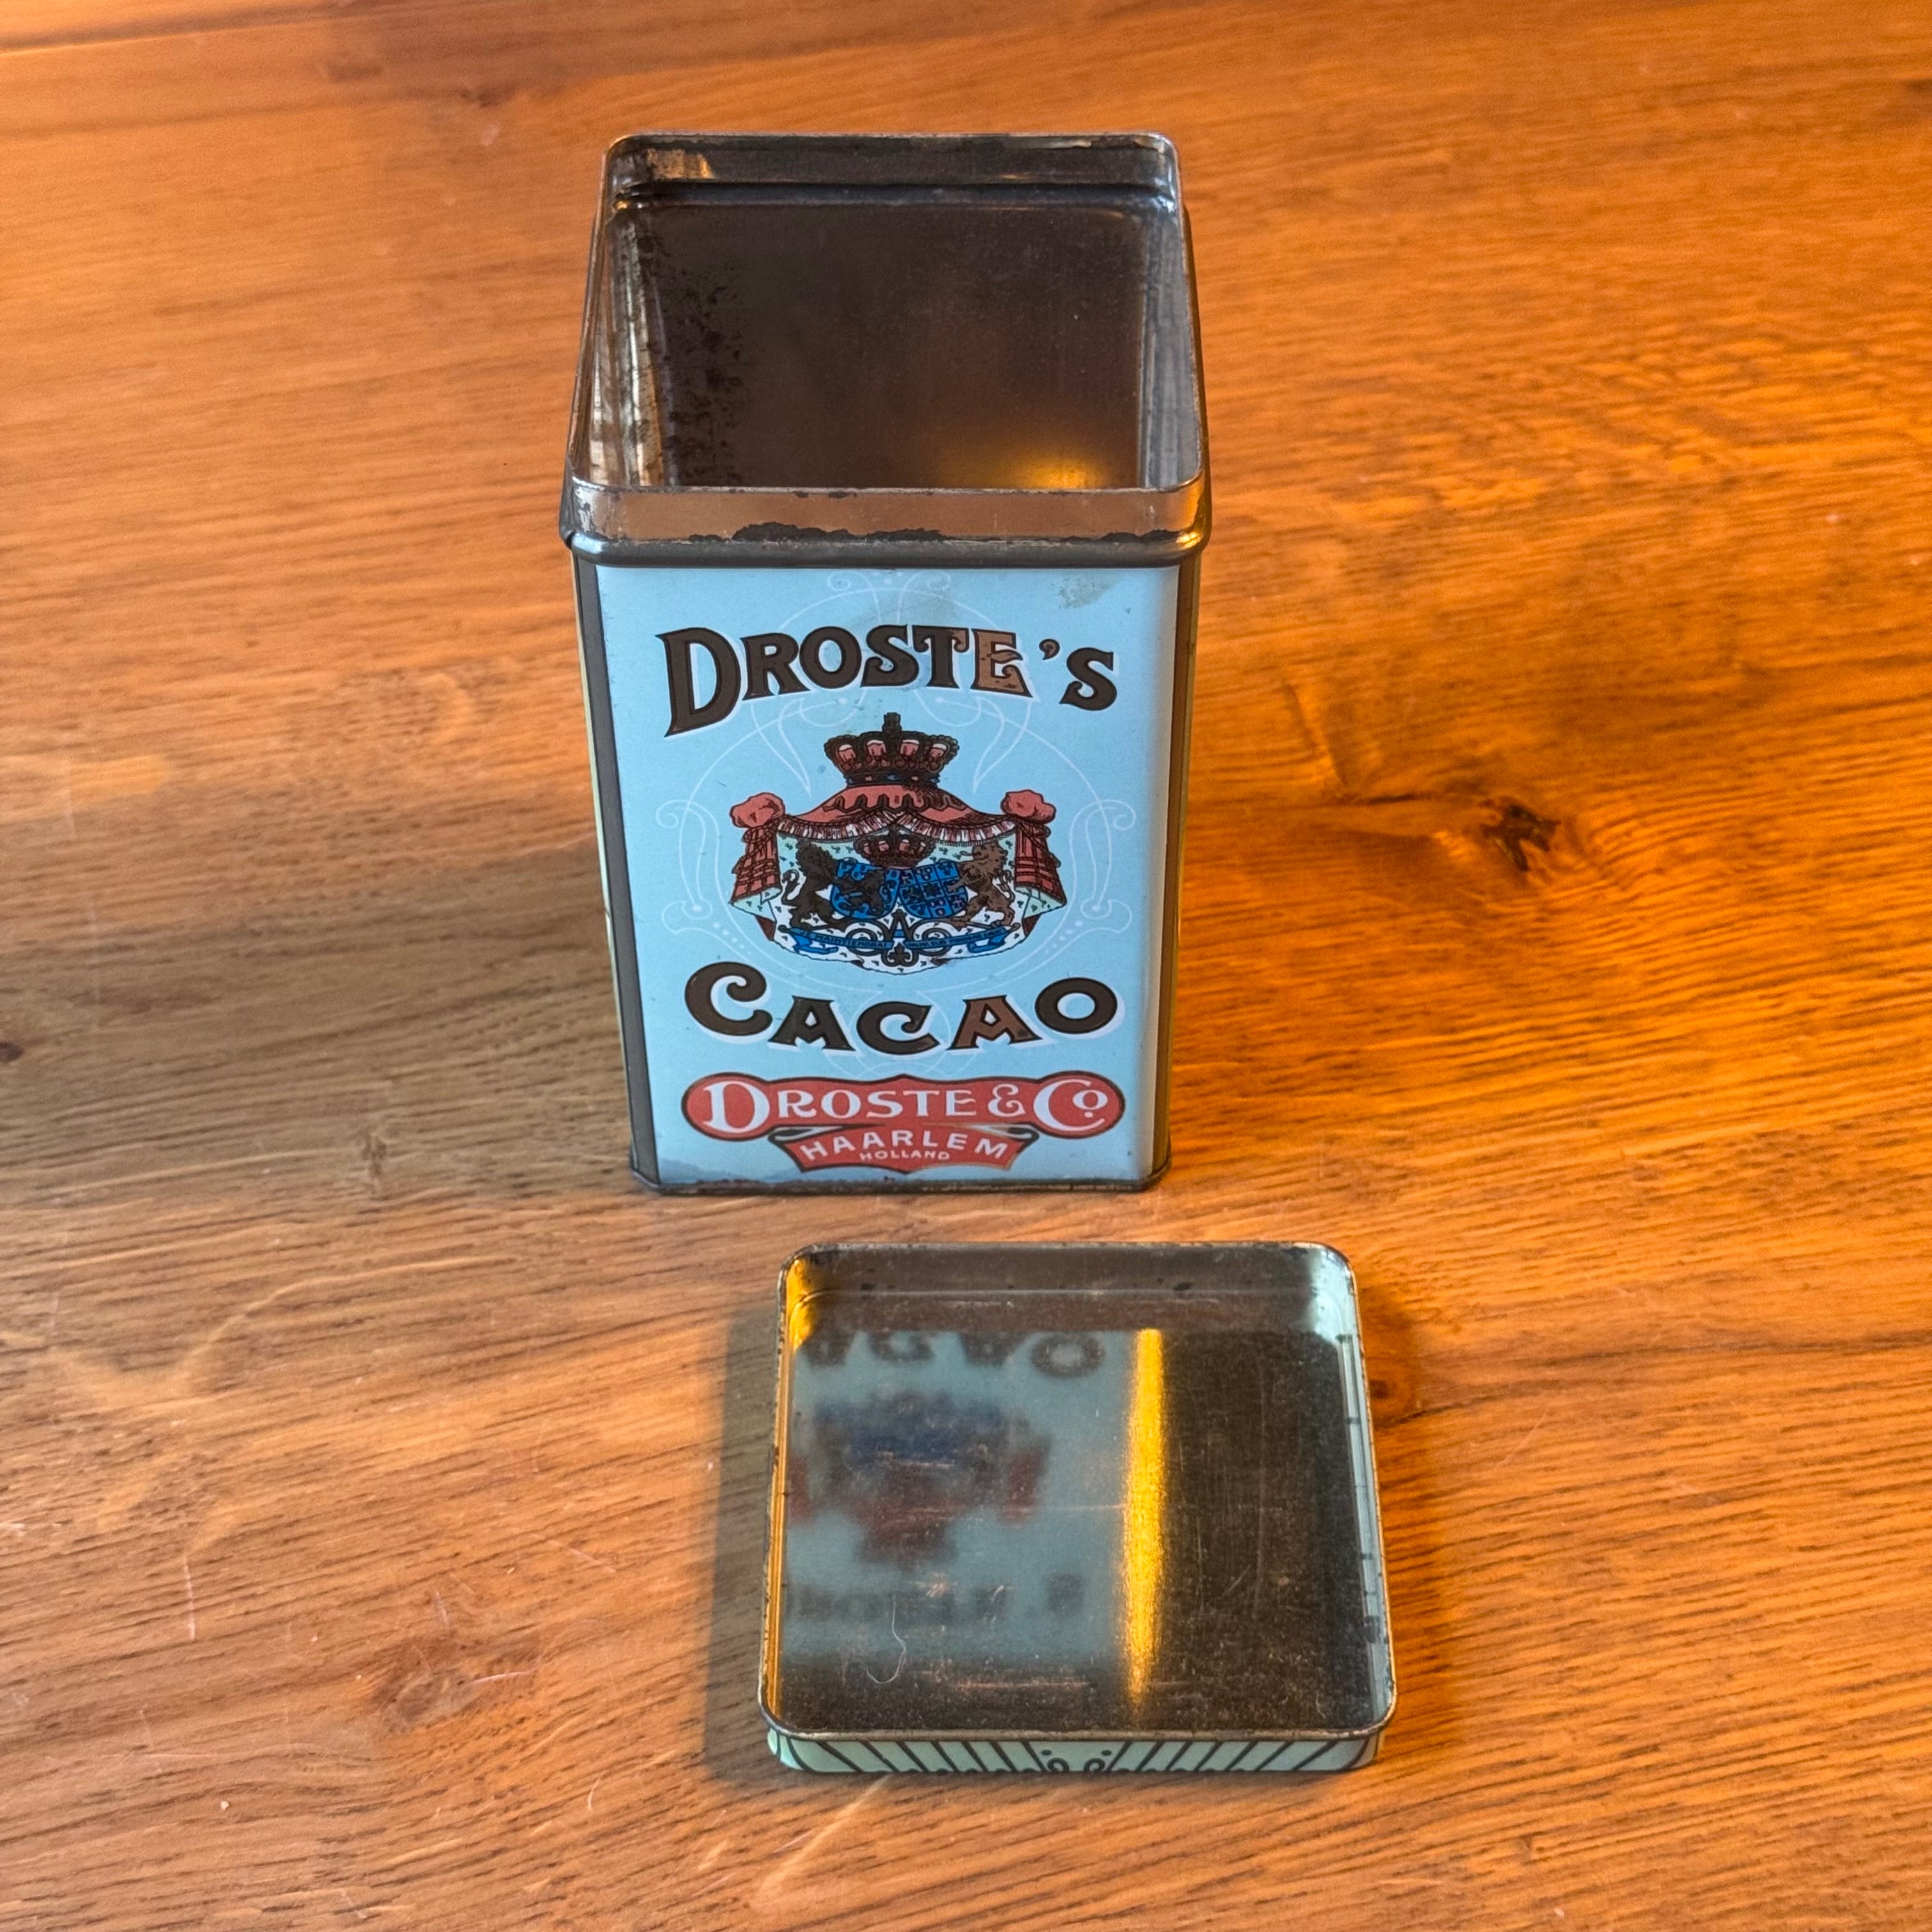 DROSTE'S
CACAO
DROSTE & Co
HAARLEM
HOLLAND